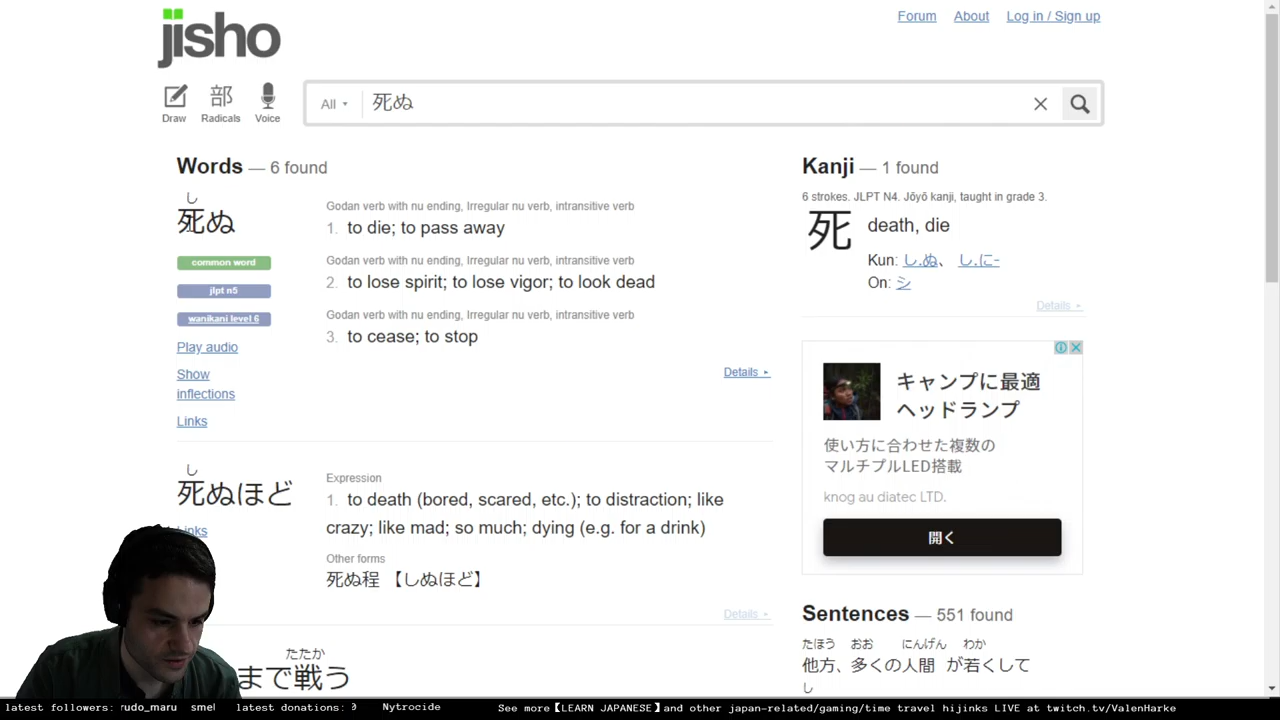 jisho
Forum About Log in / Sign up
Draw
部
Radicals
Voice
All
死ぬ
Words — 6 found
し
死ぬ
common word
jlpt n5
wanikani level 6
Play audio
Show
inflections
Links
Godan verb with nu ending, Irregular nu verb, intransitive verb
1. to die; to pass away
Godan verb with nu ending, Irregular nu verb, intransitive verb
2. to lose spirit; to lose vigor; to look dead
Godan verb with nu ending, Irregular nu verb, intransitive verb
3. to cease; to stop
Details
し
死ぬほど
Links
Expression
1. to death (bored, scared, etc.); to distraction; like
crazy; like mad; so much; dying (e.g. for a drink)
Other forms
死ぬ程 【しぬほど】
Details
たたか
まで戦う
Kanji — 1 found
6 strokes. JLPT N4. Jōyō kanji, taught in grade 3.
死
death, die
Kun: し.ぬ、 し.に-
On: シ
Details
キャンプに最適
ヘッドランプ
使い方に合わせた複数の
マルチプルLED搭載
knog au diatec LTD.
開く
Sentences — 551 found
たほう おお にんげん わか
他方、多くの人間 が若くして
し
latest followers: rudo_maru smel latest donations: 0 Nytrocide See more【LEARN JAPANESE】and other japan-related/gaming/time travel hijinks LIVE at twitch.tv/ValenHarke